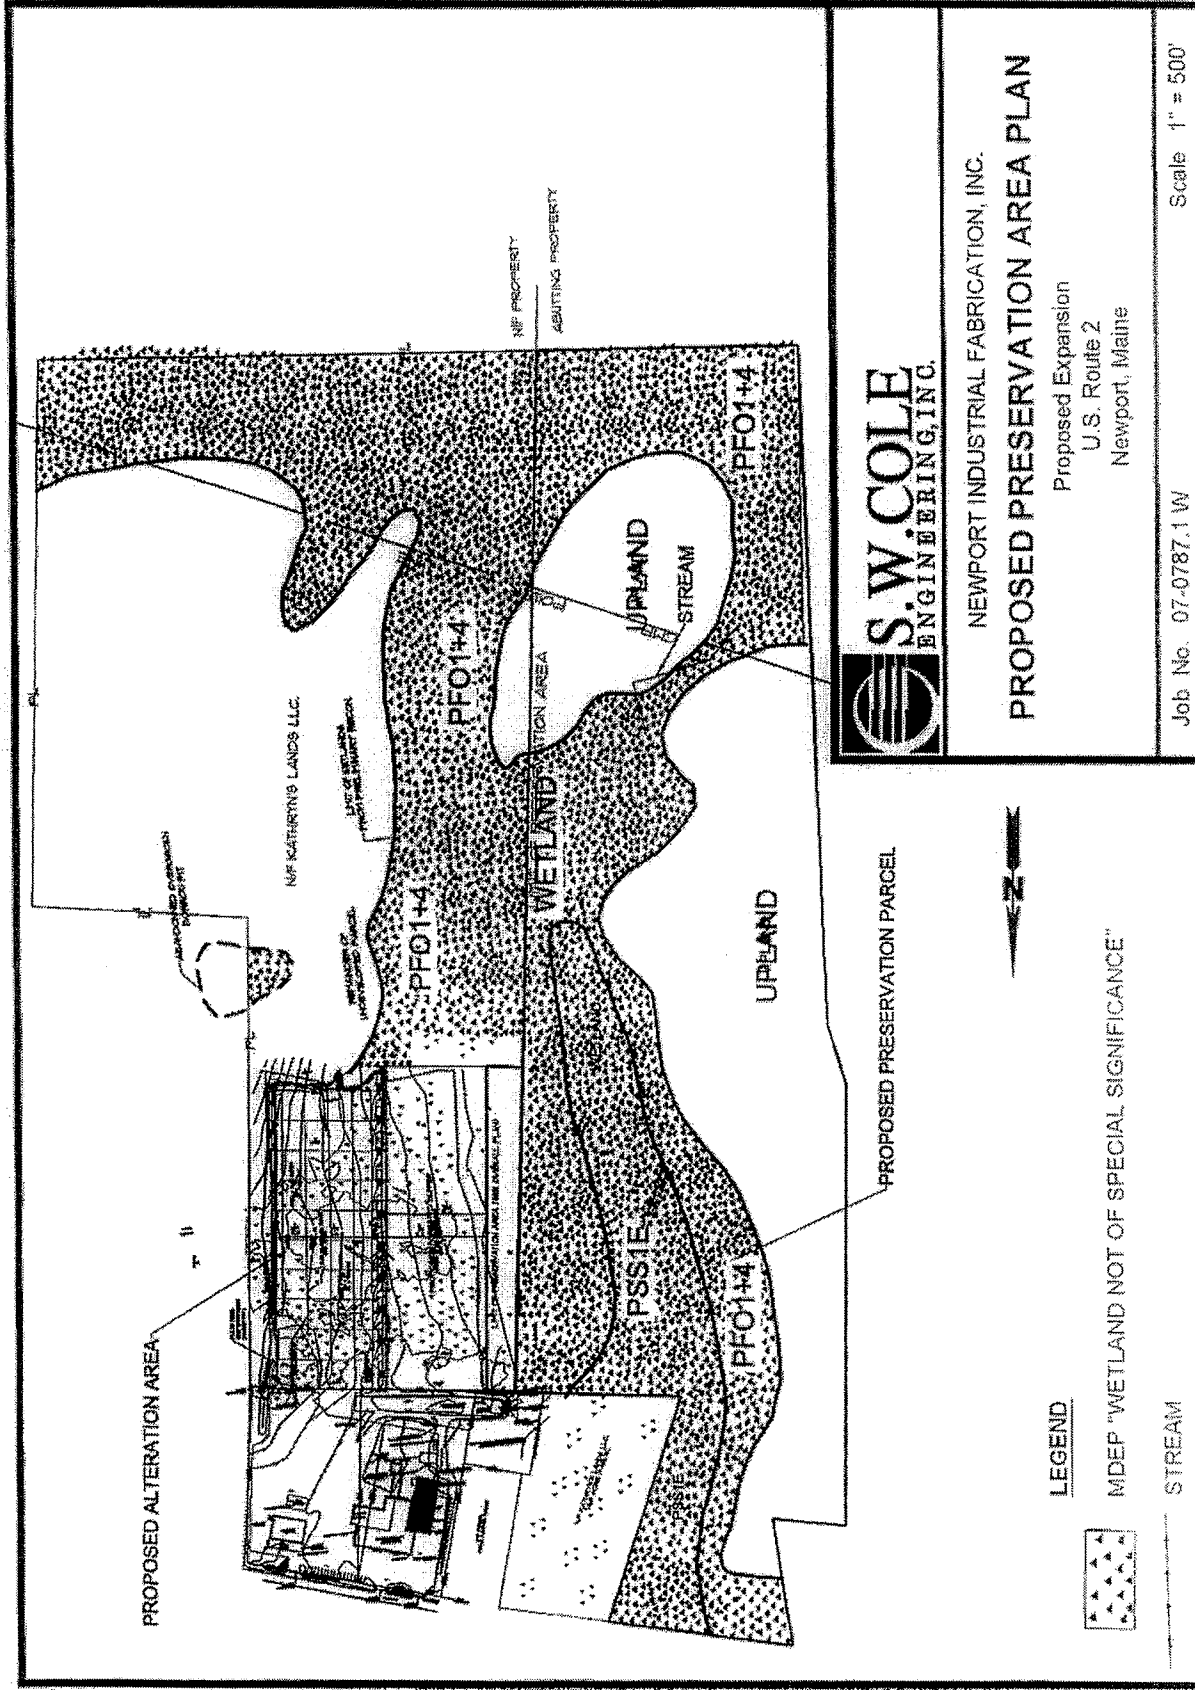 PROPOSED ALTERATION AREA
N/F KATHRYN'S LANDS LLC.
N/F PROPERTY
ABUTTING PROPERTY
PFO1+4
PFO1+4
PFO1+4
WETLAND
UPLAND
STREAM
PSS1E
PFO1+4
UPLAND
PSS1E
PROPOSED PRESERVATION PARCEL
N
LEGEND
MDEP "WETLAND NOT OF SPECIAL SIGNIFICANCE"
STREAM
S.W.COLE
ENGINEERING, INC.
NEWPORT INDUSTRIAL FABRICATION, INC.
PROPOSED PRESERVATION AREA PLAN
Proposed Expansion
U.S. Route 2
Newport, Maine
Job No. 07-0787.1 W
Scale 1" = 500'